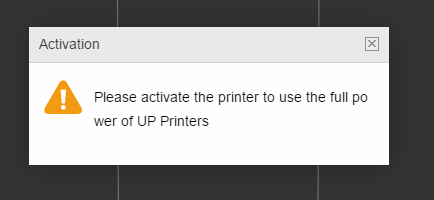 Activation
Please activate the printer to use the full po
wer of UP Printers